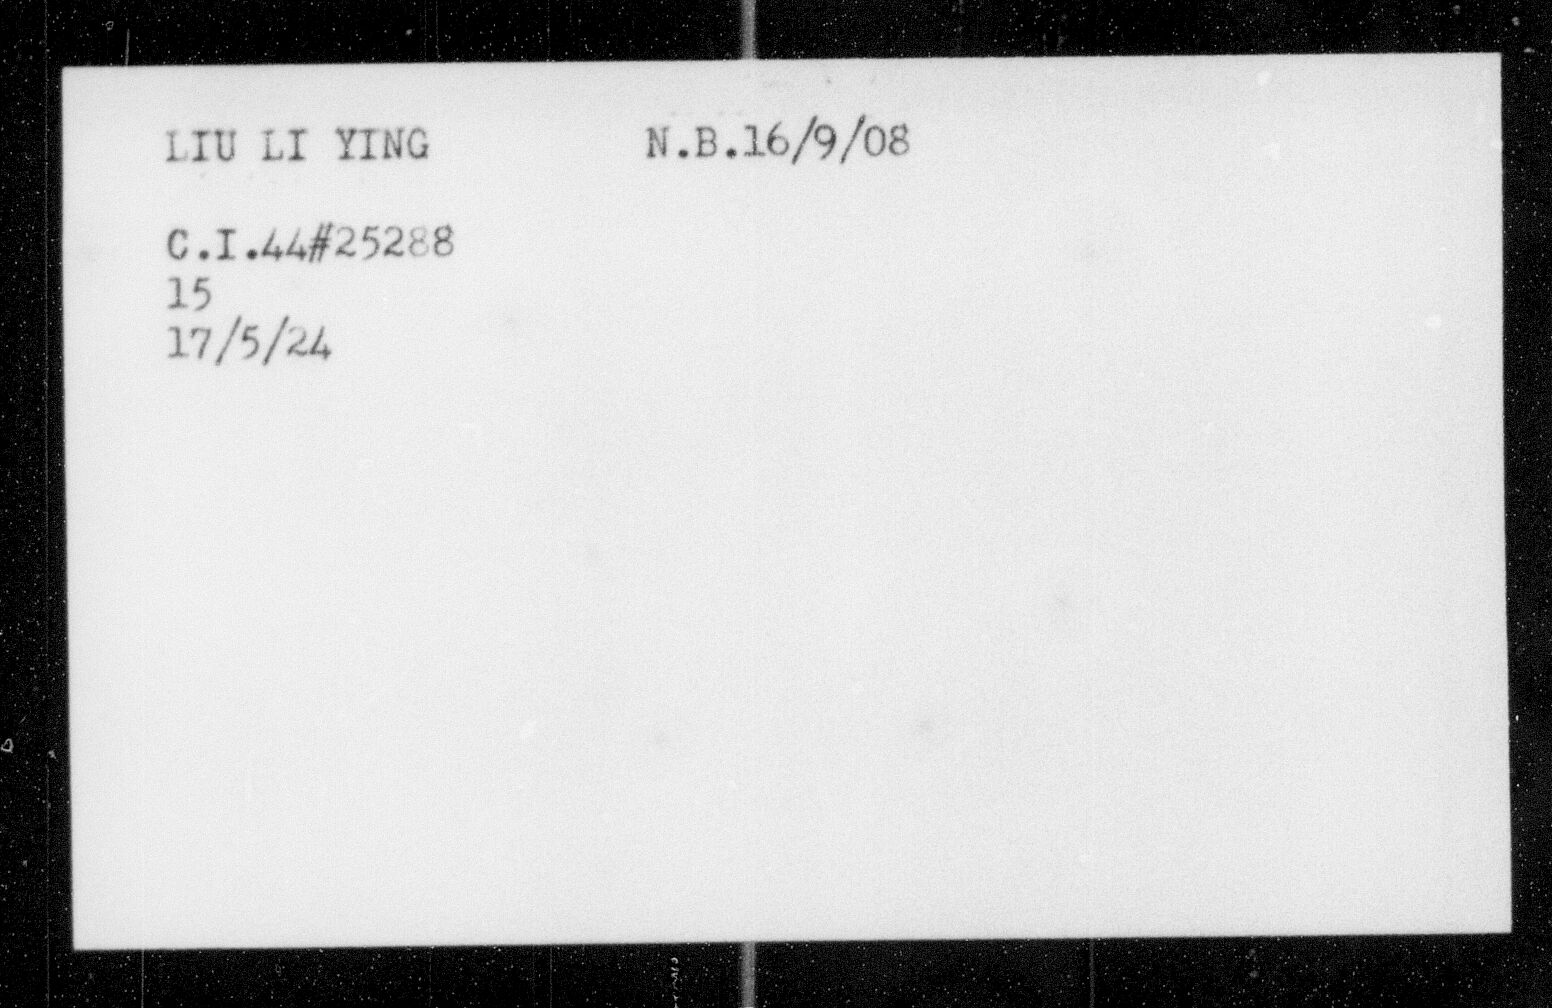 LIU LI YING N.B.16/9/08
C.I.44#25288
15
17/5/24